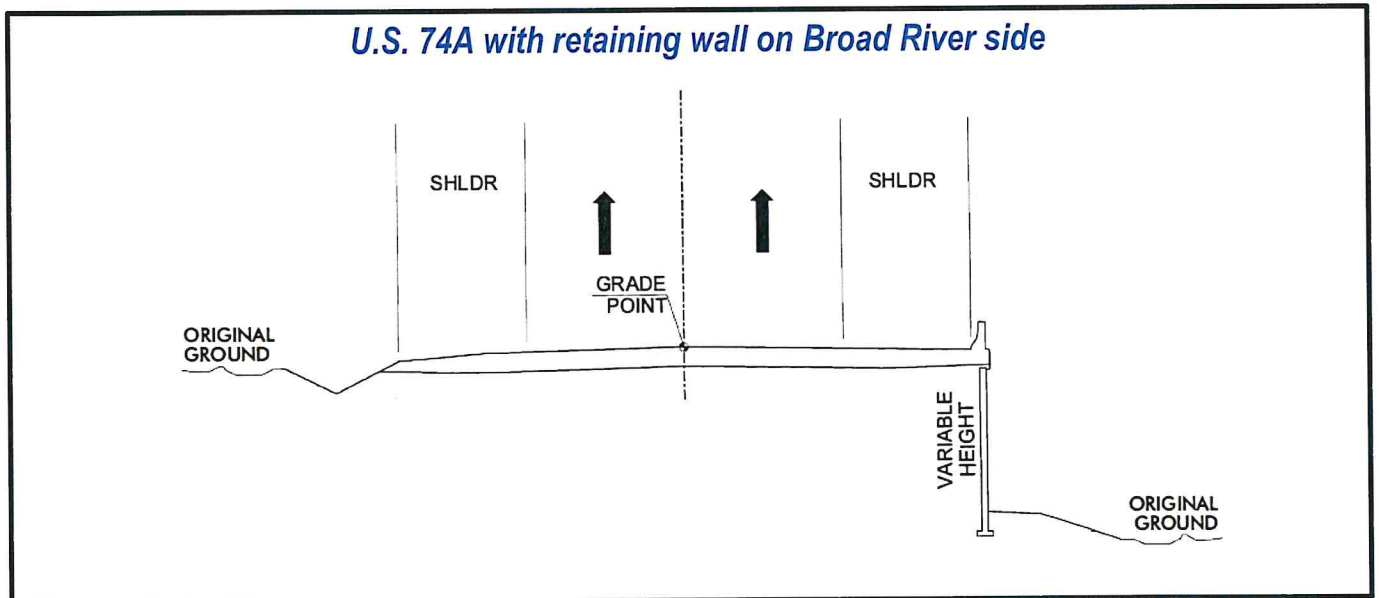 U.S. 74A with retaining wall on Broad River side
SHLDR
SHLDR
GRADE
POINT
ORIGINAL
GROUND
VARIABLE
HEIGHT
ORIGINAL
GROUND